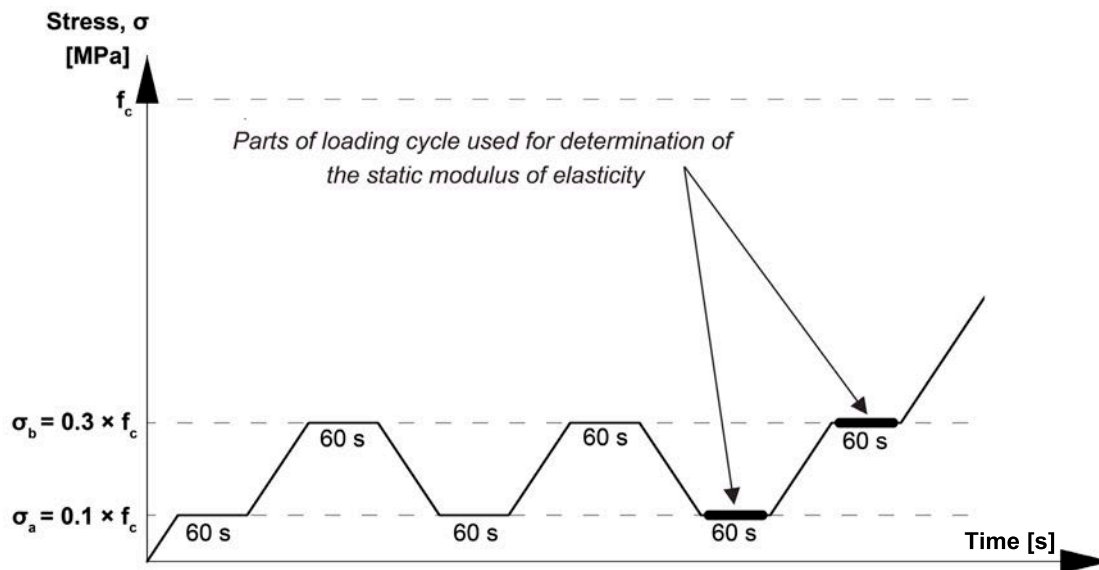 Stress, σ
[MPa]
f_c
Parts of loading cycle used for determination of
the static modulus of elasticity
σ_b = 0.3 × f_c
60 s
60 s
60 s
σ_a = 0.1 × f_c
60 s
60 s
60 s
Time [s]